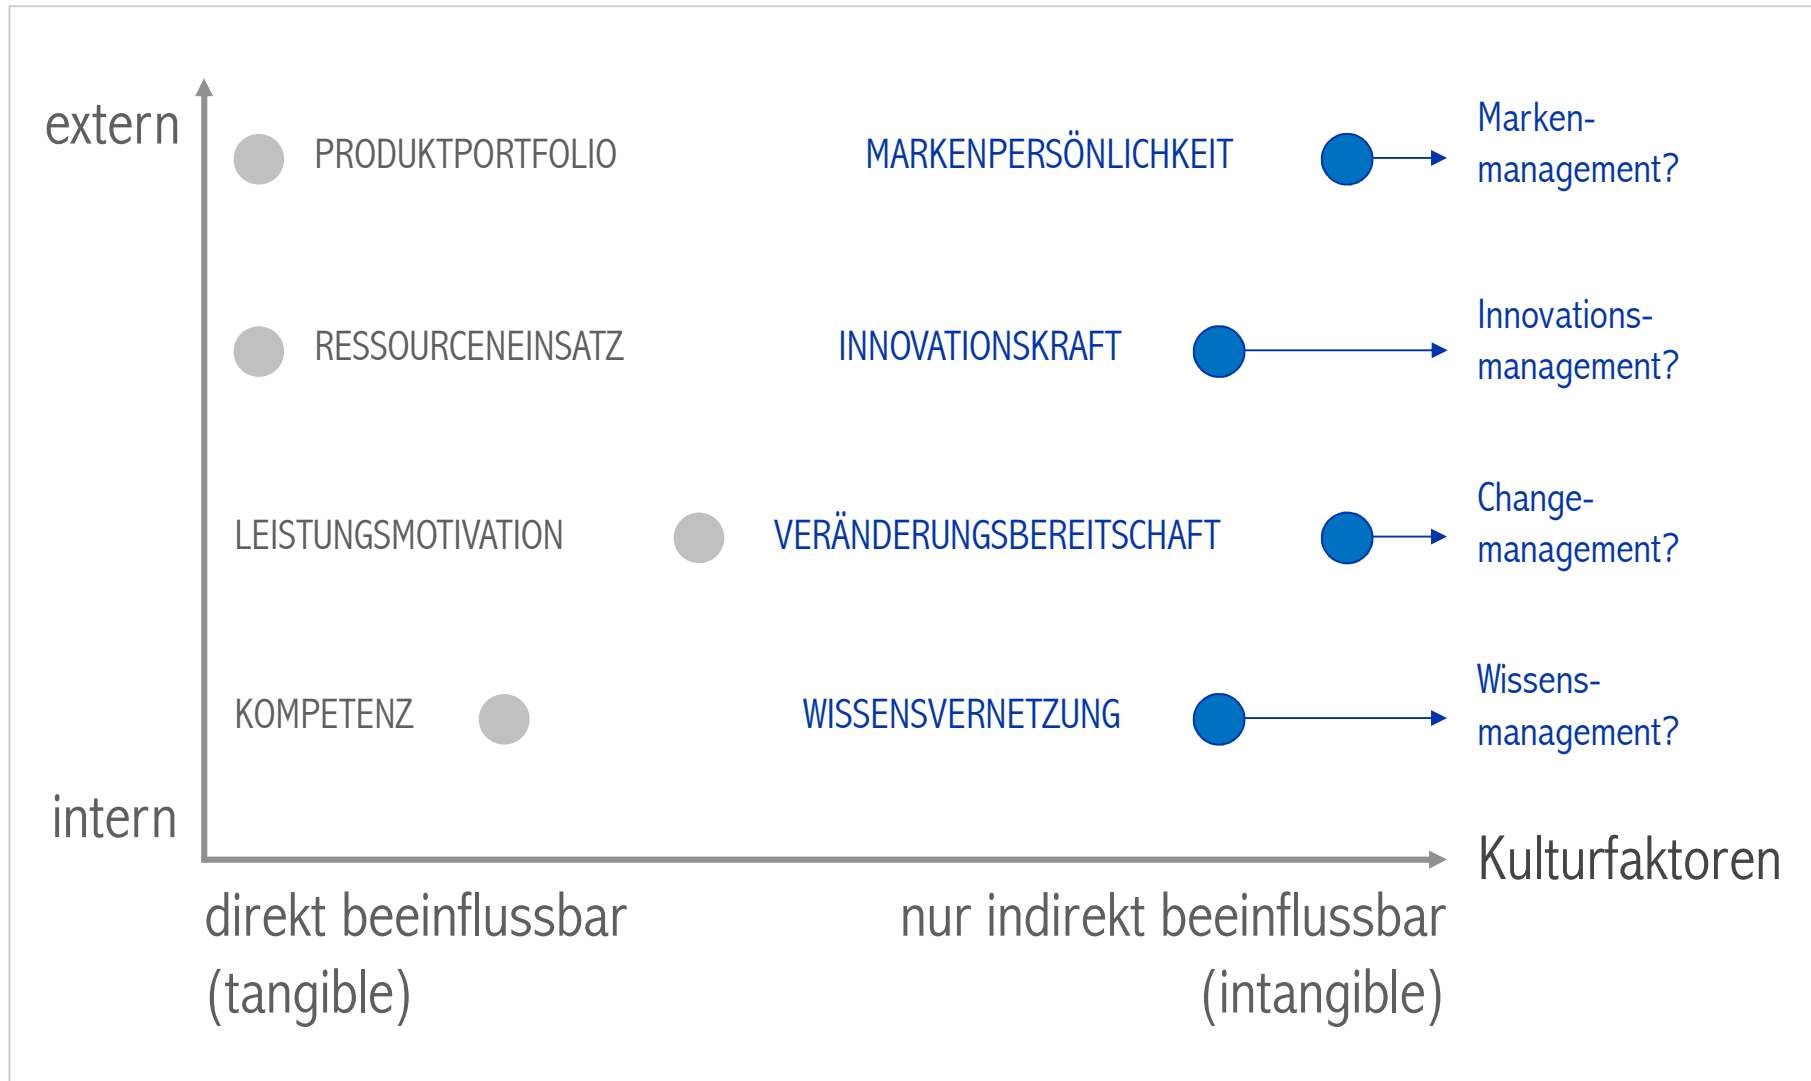 extern
PRODUKTPORTFOLIO
MARKENPERSÖNLICHKEIT
Marken-
management?
RESSOURCENEINSATZ
INNOVATIONSKRAFT
Innovations-
management?
LEISTUNGSMOTIVATION
VERÄNDERUNGSBEREITSCHAFT
Change-
management?
KOMPETENZ
WISSENSVERNETZUNG
Wissens-
management?
intern
Kulturfaktoren
direkt beeinflussbar
(tangible)
nur indirekt beeinflussbar
(intangible)